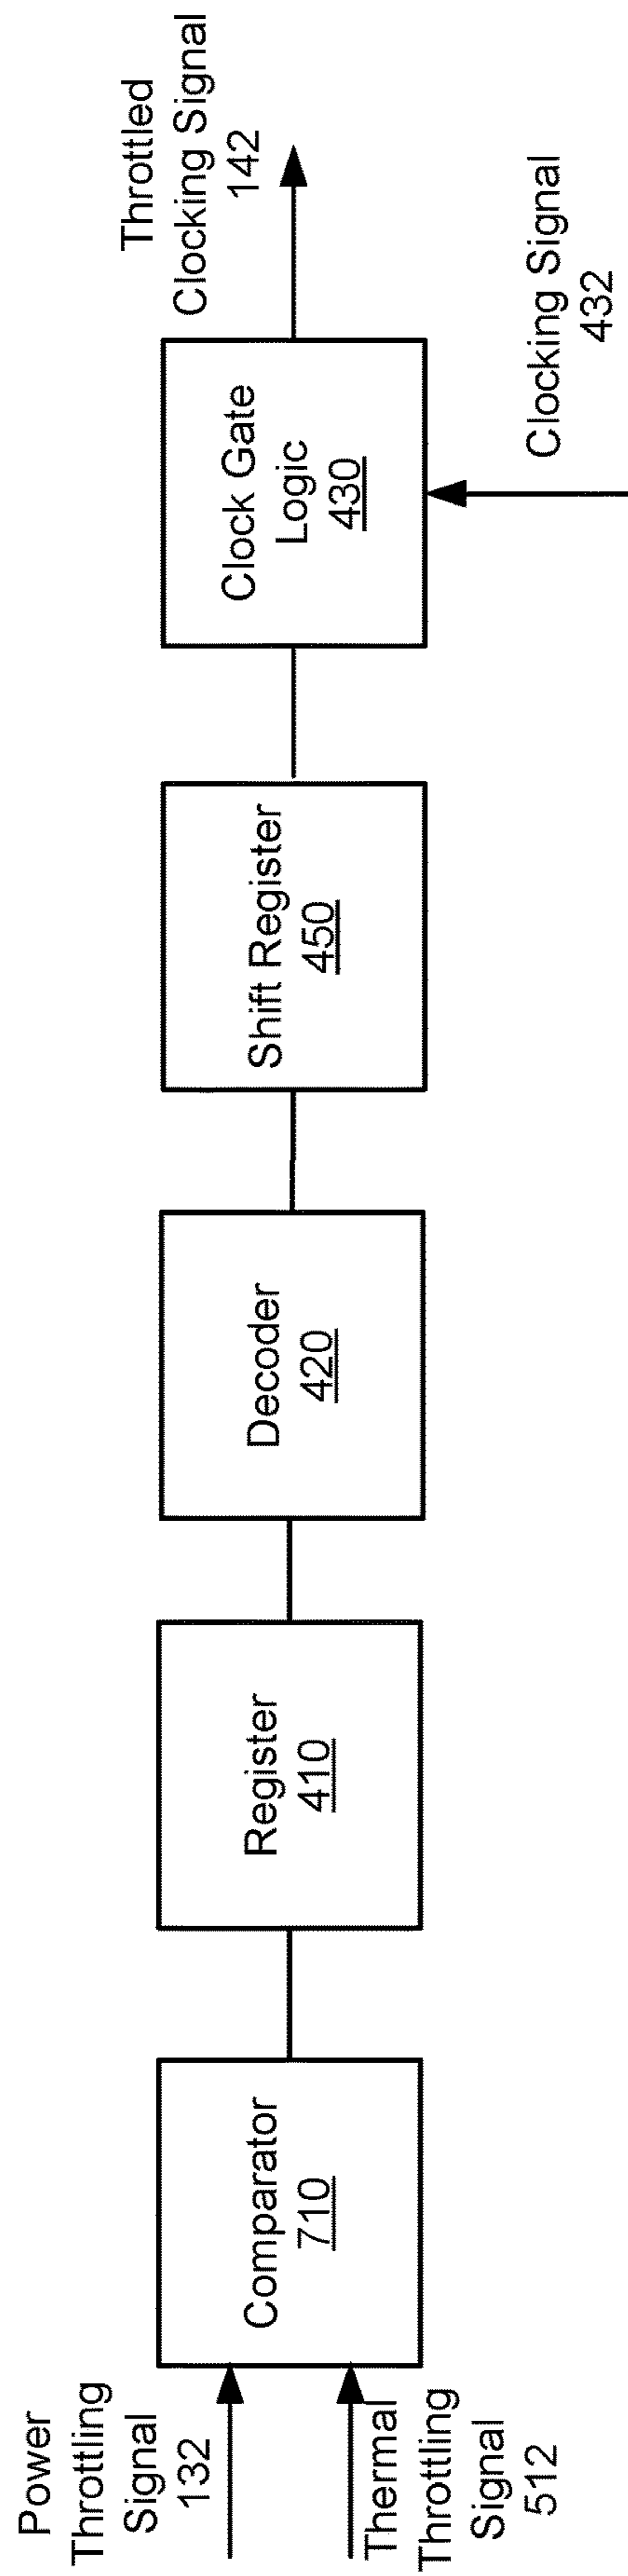 Power
Throttling
Signal
132
Thermal
Throttling
Signal
512
Comparator
710
Register
410
Decoder
420
Shift Register
450
Clock Gate
Logic
430
Throttled
Clocking Signal
142
Clocking Signal
432